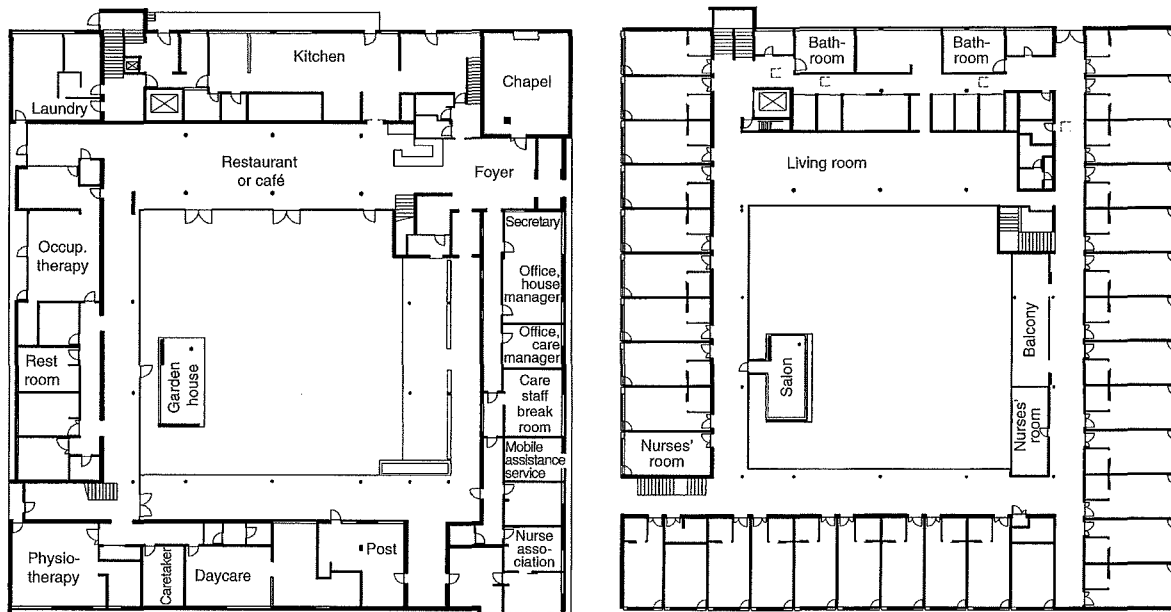 Kitchen
Chapel
Laundry
Restaurant
or café
Foyer
Secretary
Occup.
therapy
Office,
house
manager
Office,
care
manager
Rest
room
Garden
house
Care
staff
break
room
Mobile
assistance
service
Physio-
therapy
Caretaker
Daycare
Post
Nurse
asso-
ciation
Bath-
room
Bath-
room
Living room
Balcony
Salon
Nurses'
room
Nurses'
room